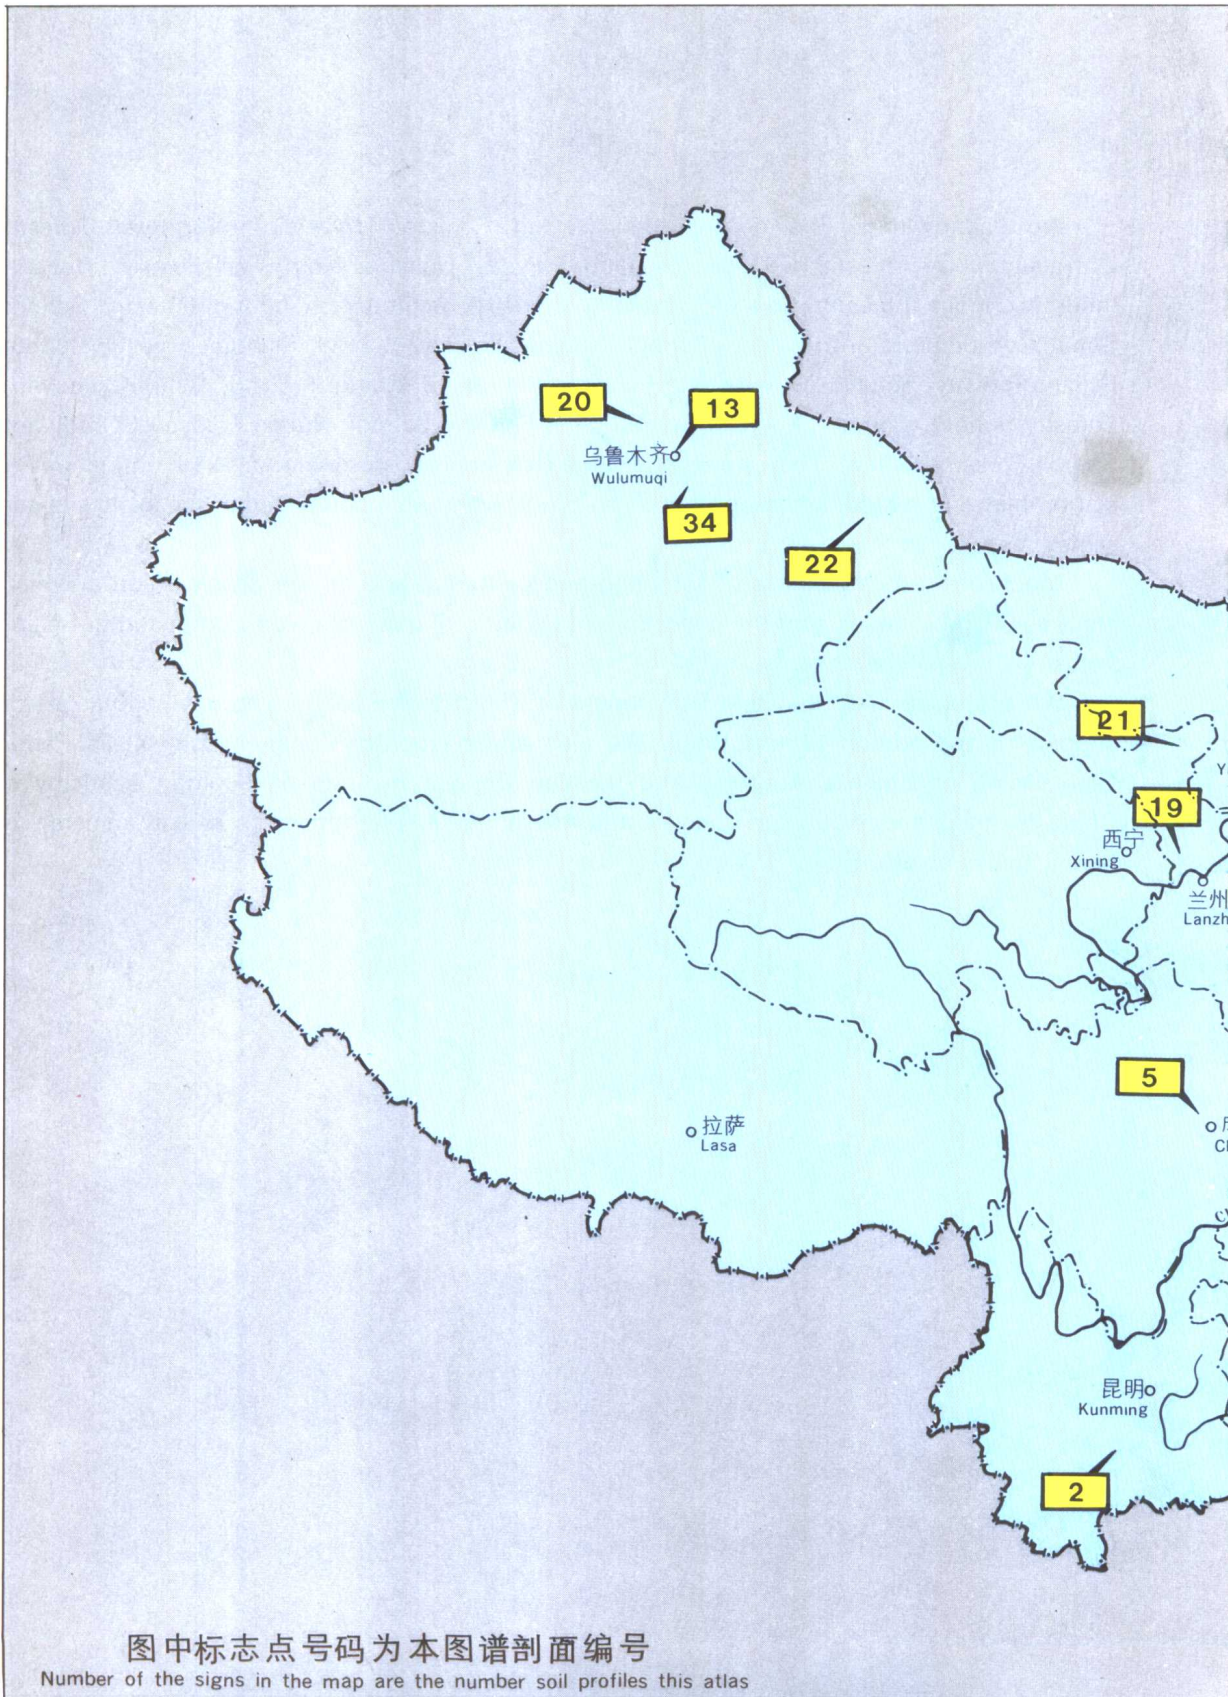 20
13
乌鲁木齐
Wulumuqi
34
22
21
Y
19
西宁
Xining
兰州
Lanzh
5
拉萨
Lasa
昆明
Kunming
2
图中标志点号码为本图谱剖面编号
Number of the signs in the map are the number soil profiles this atlas